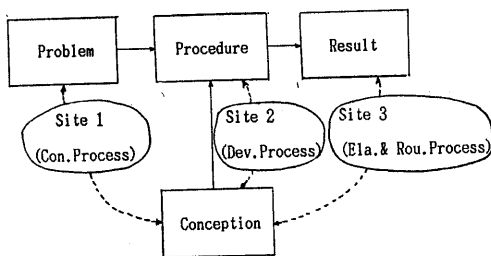 Problem
Procedure
Result
Site 1
(Con.Process)
Site 2
(Dev.Process)
Site 3
(Ela.& Rou.Process)
Conception